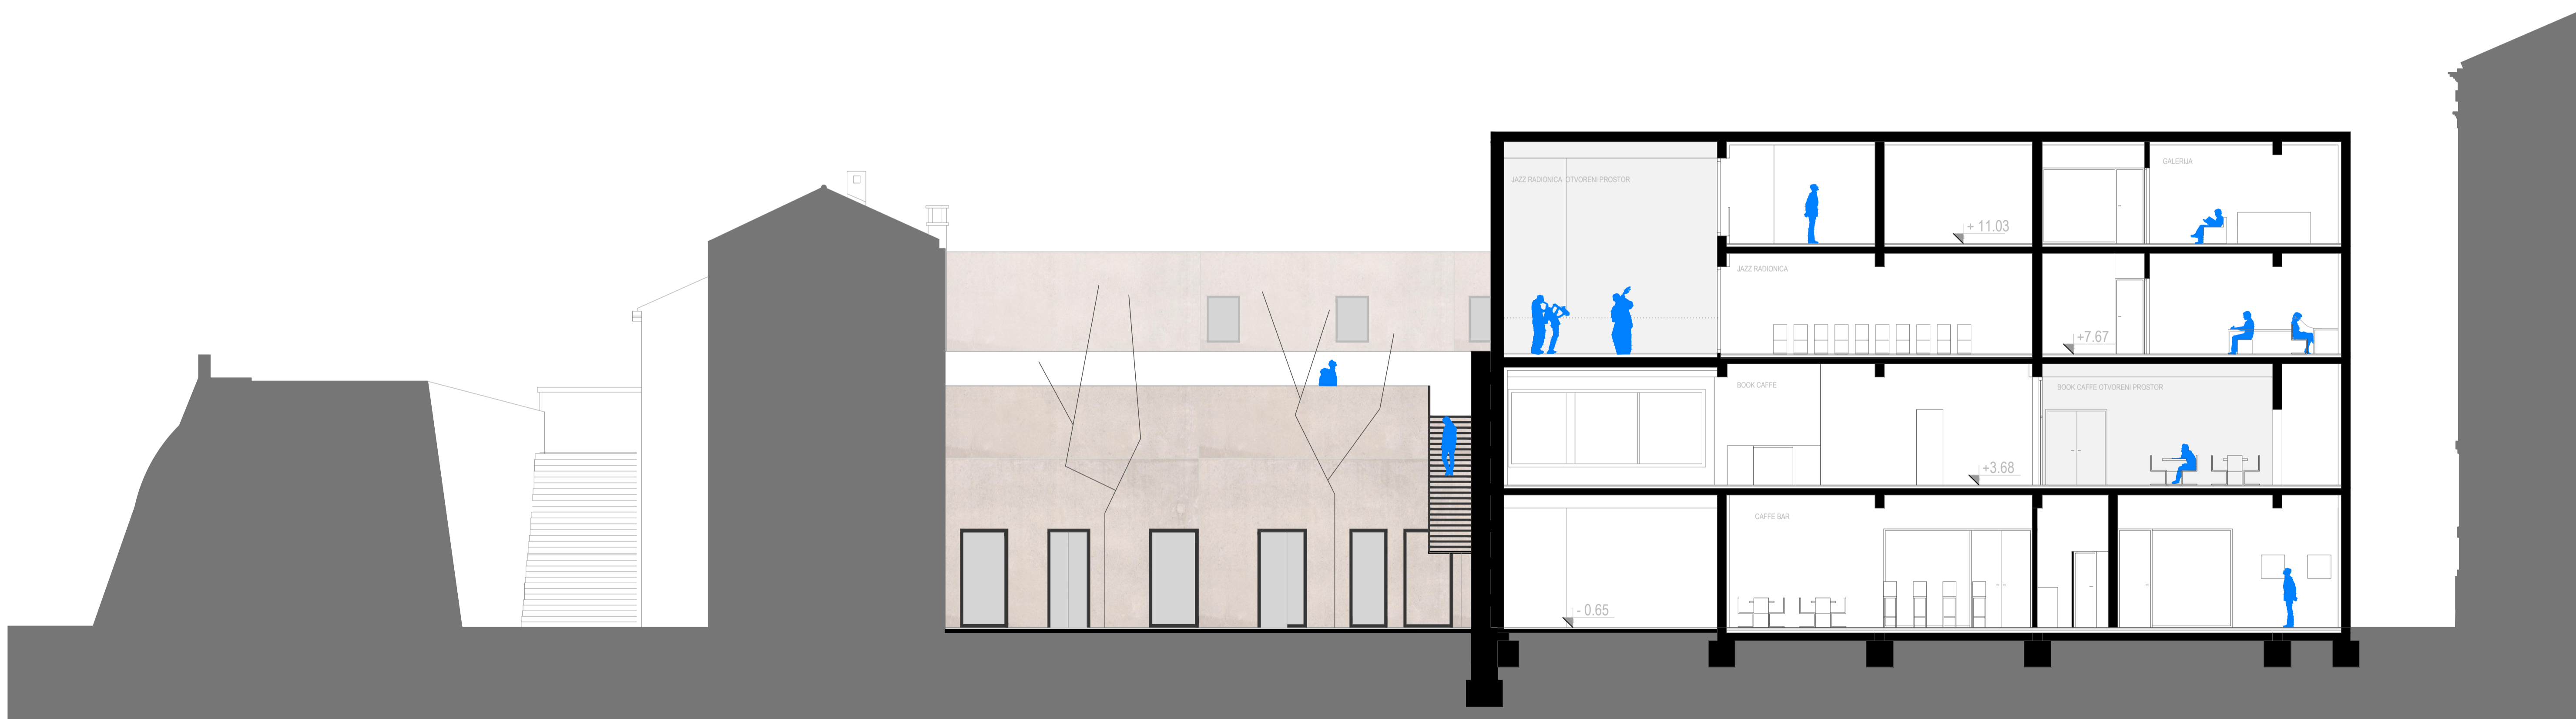 JAZZ RADIONICA OTVORENI PROSTOR
GALERIJA
+ 11.03
JAZZ RADIONICA
+7.67
BOOK CAFFE
BOOK CAFFE OTVORENI PROSTOR
+3.68
CAFFE BAR
- 0.65